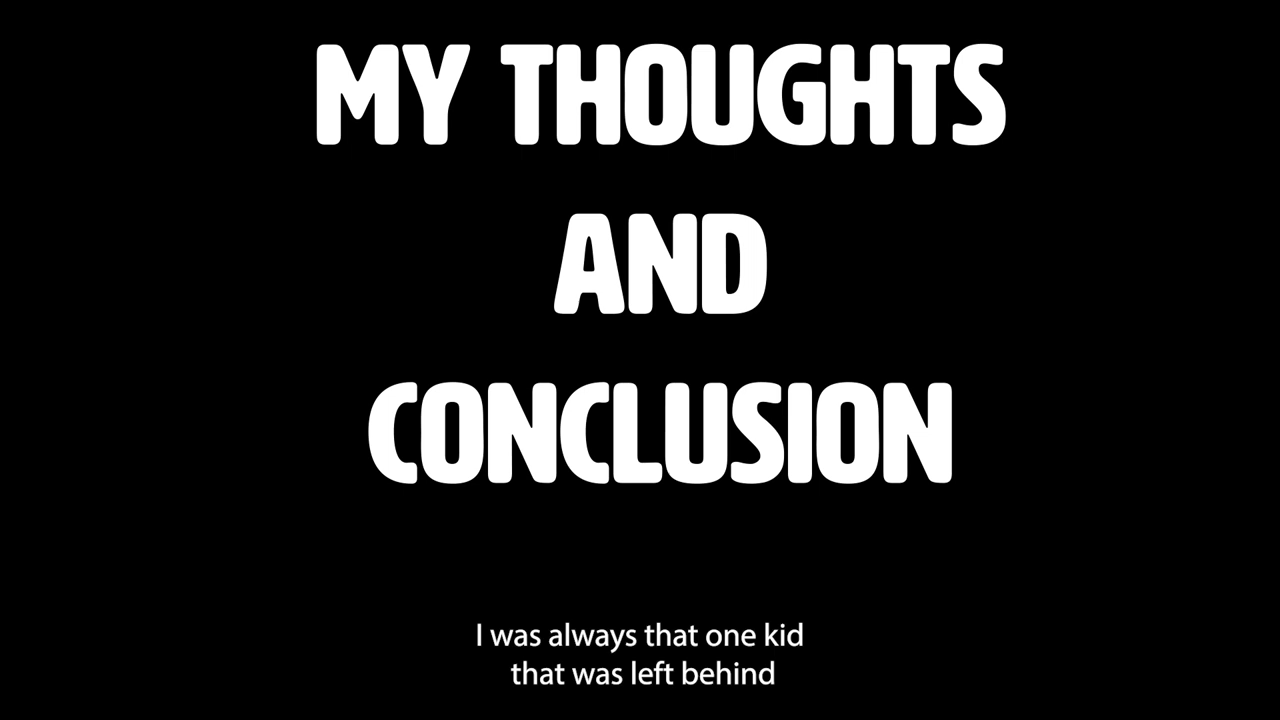 MY THOUGHTS
AND
CONCLUSION
I was always that one kid
that was left behind